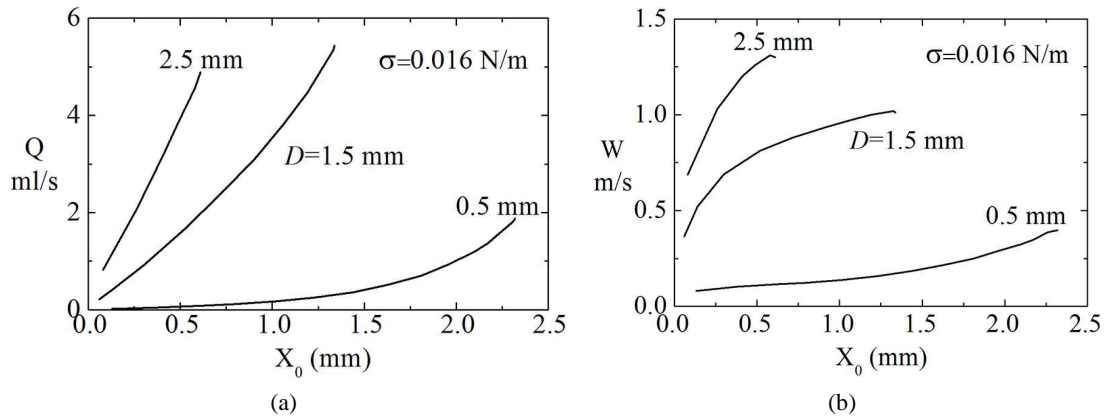 6
4
2
0
Q
ml/s
2.5 mm
σ=0.016 N/m
D=1.5 mm
0.5 mm
0.0 0.5 1.0 1.5 2.0 2.5
X₀ (mm)
(a)
1.5
1.0
0.5
0.0
W
m/s
2.5 mm
σ=0.016 N/m
D=1.5 mm
0.5 mm
0.0 0.5 1.0 1.5 2.0 2.5
X₀ (mm)
(b)